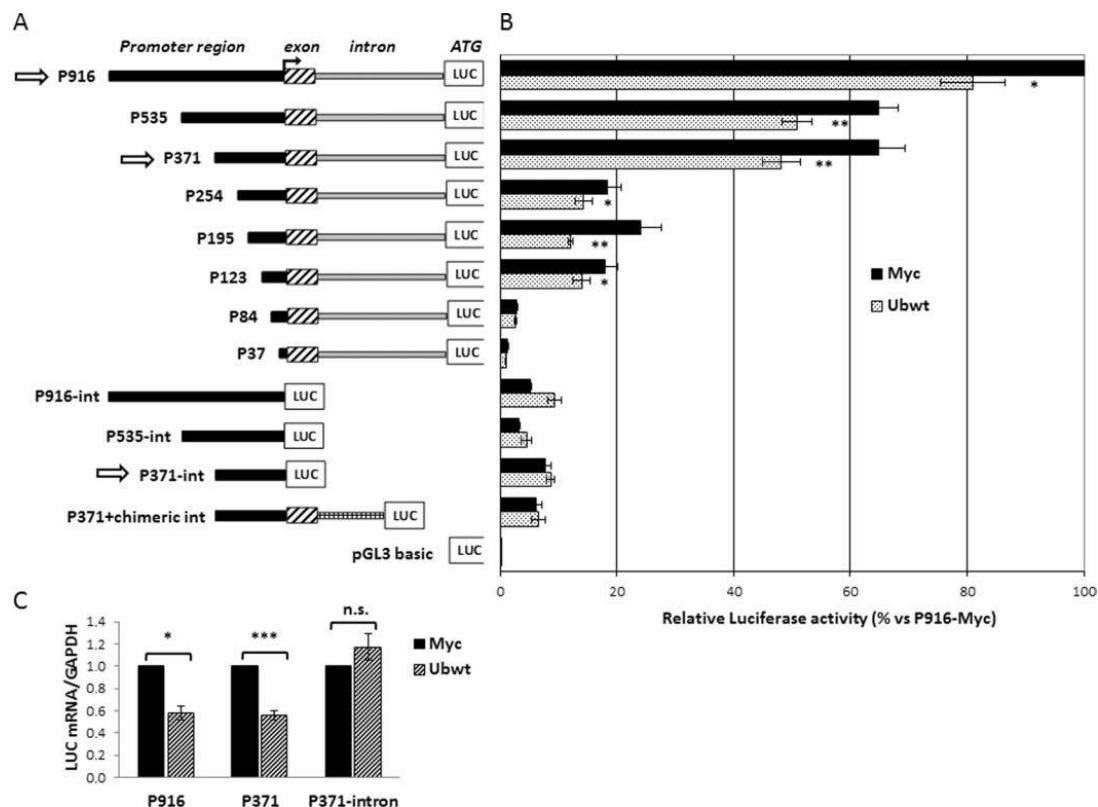 A
B
Promoter region exon intron ATG
P916 LUC
*
P535 LUC
**
P371 LUC
**
P254 LUC
*
P195 LUC
**
P123 LUC
*
Myc
Ubwt
P84 LUC
P37 LUC
P916-int LUC
P535-int LUC
P371-int LUC
P371+chimeric int LUC
pGL3 basic LUC
0 20 40 60 80 100
Relative Luciferase activity (% vs P916-Myc)
C
LUC mRNA/GAPDH
1.4
1.2
1.0
0.8
0.6
0.4
0.2
0.0
* *** n.s.
Myc
Ubwt
P916 P371 P371-intron